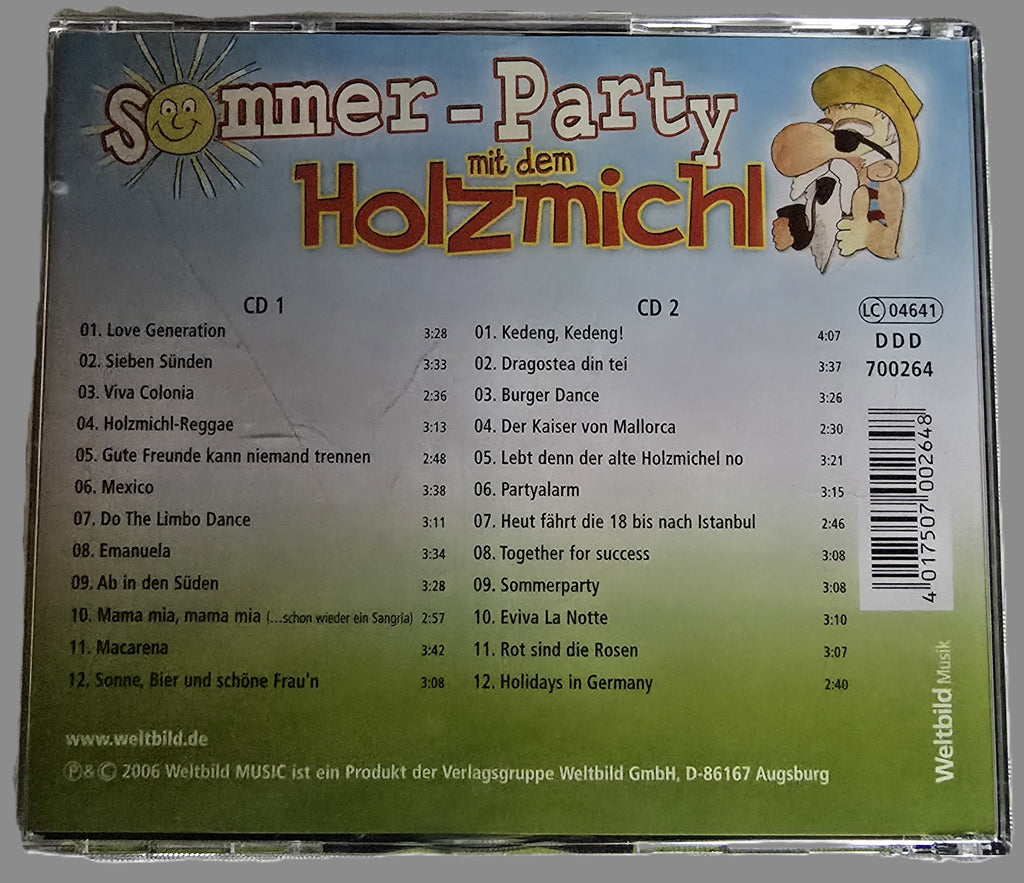 Sommer-Party
mit dem
Holzmichl
CD 1
01. Love Generation 3:28
02. Sieben Sünden 3:33
03. Viva Colonia 2:36
04. Holzmichl-Reggae 3:13
05. Gute Freunde kann niemand trennen 2:48
06. Mexico 3:38
07. Do The Limbo Dance 3:11
08. Emanuela 3:34
09. Ab in den Süden 3:28
10. Mama mia, mama mia (...schon wieder ein Sangria) 2:57
11. Macarena 3:42
12. Sonne, Bier und schöne Frau'n 3:08
CD 2
01. Kedeng, Kedeng! 4:07
02. Dragostea din tei 3:37
03. Burger Dance 3:26
04. Der Kaiser von Mallorca 2:30
05. Lebt denn der alte Holzmichel no 3:21
06. Partyalarm 3:15
07. Heut fährt die 18 bis nach Istanbul 2:46
08. Together for success 3:08
09. Sommerparty 3:08
10. Eviva La Notte 3:10
11. Rot sind die Rosen 3:07
12. Holidays in Germany 2:40
LC 04641
DDD
700264
4 017507 002648
Weltbild Musik
www.weltbild.de
Ⓟ & © 2006 Weltbild MUSIC ist ein Produkt der Verlagsgruppe Weltbild GmbH, D-86167 Augsburg